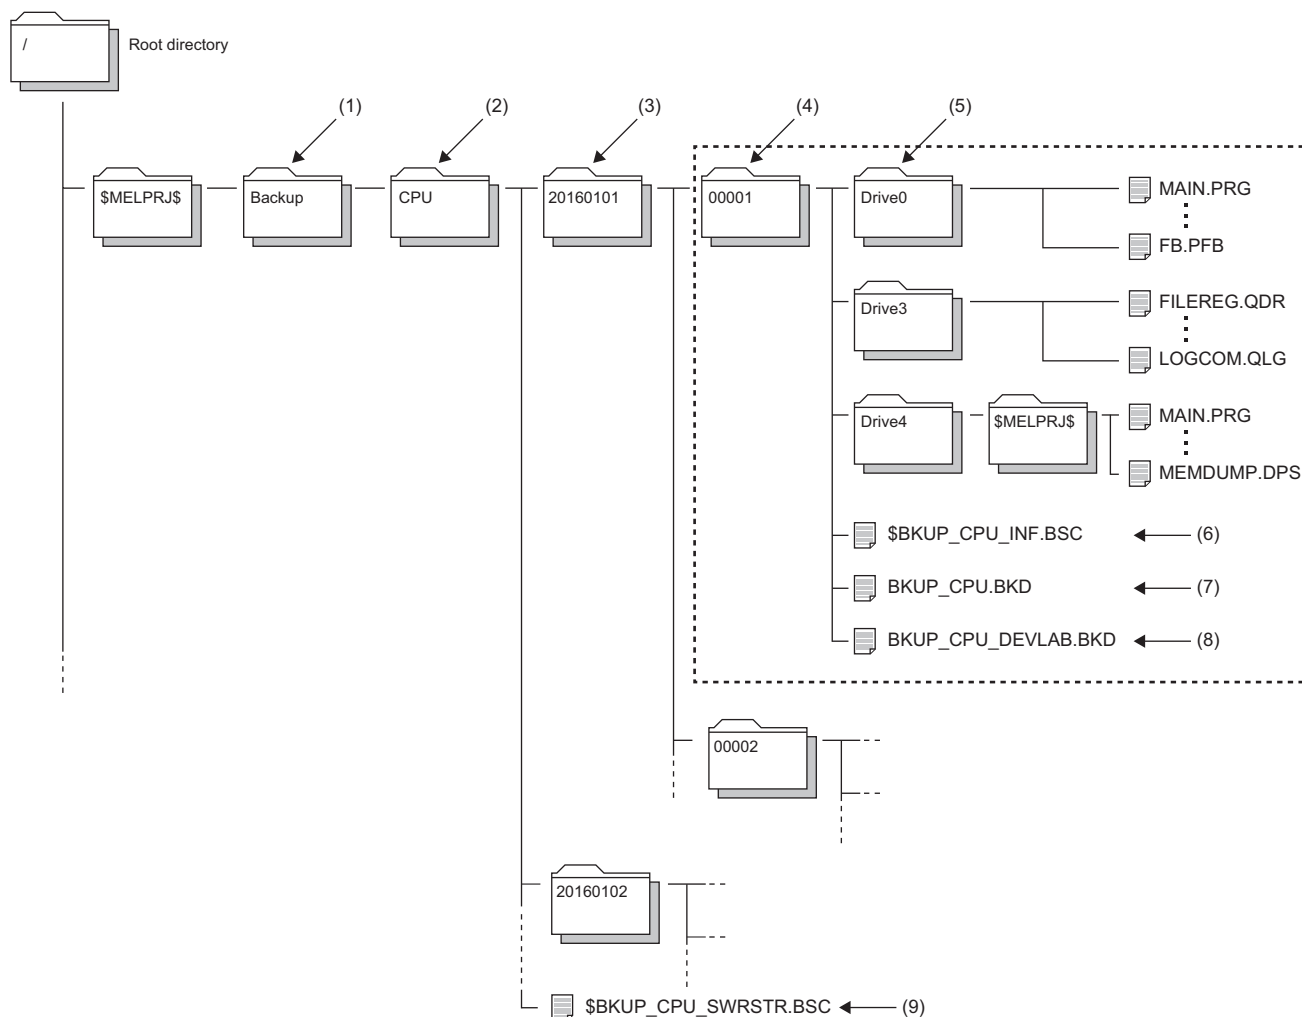 /
Root directory
(1)
(2)
(3)
(4)
(5)
$MELPRJ$
Backup
CPU
20160101
00001
Drive0
MAIN.PRG
FB.PFB
Drive3
FILEREG.QDR
LOGCOM.QLG
Drive4
$MELPRJ$
MAIN.PRG
MEMDUMP.DPS
$BKUP_CPU_INF.BSC
(6)
BKUP_CPU.BKD
(7)
BKUP_CPU_DEVLAB.BKD
(8)
00002
20160102
$BKUP_CPU_SWRSTR.BSC
(9)